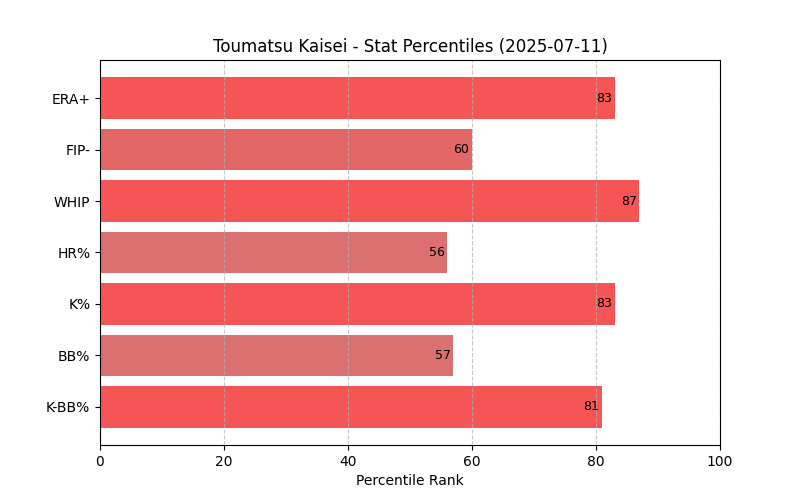 Toumatsu Kaisei - Stat Percentiles (2025-07-11)
ERA+ 83
FIP- 60
WHIP 87
HR% 56
K% 83
BB% 57
K-BB% 81
0 20 40 60 80 100
Percentile Rank